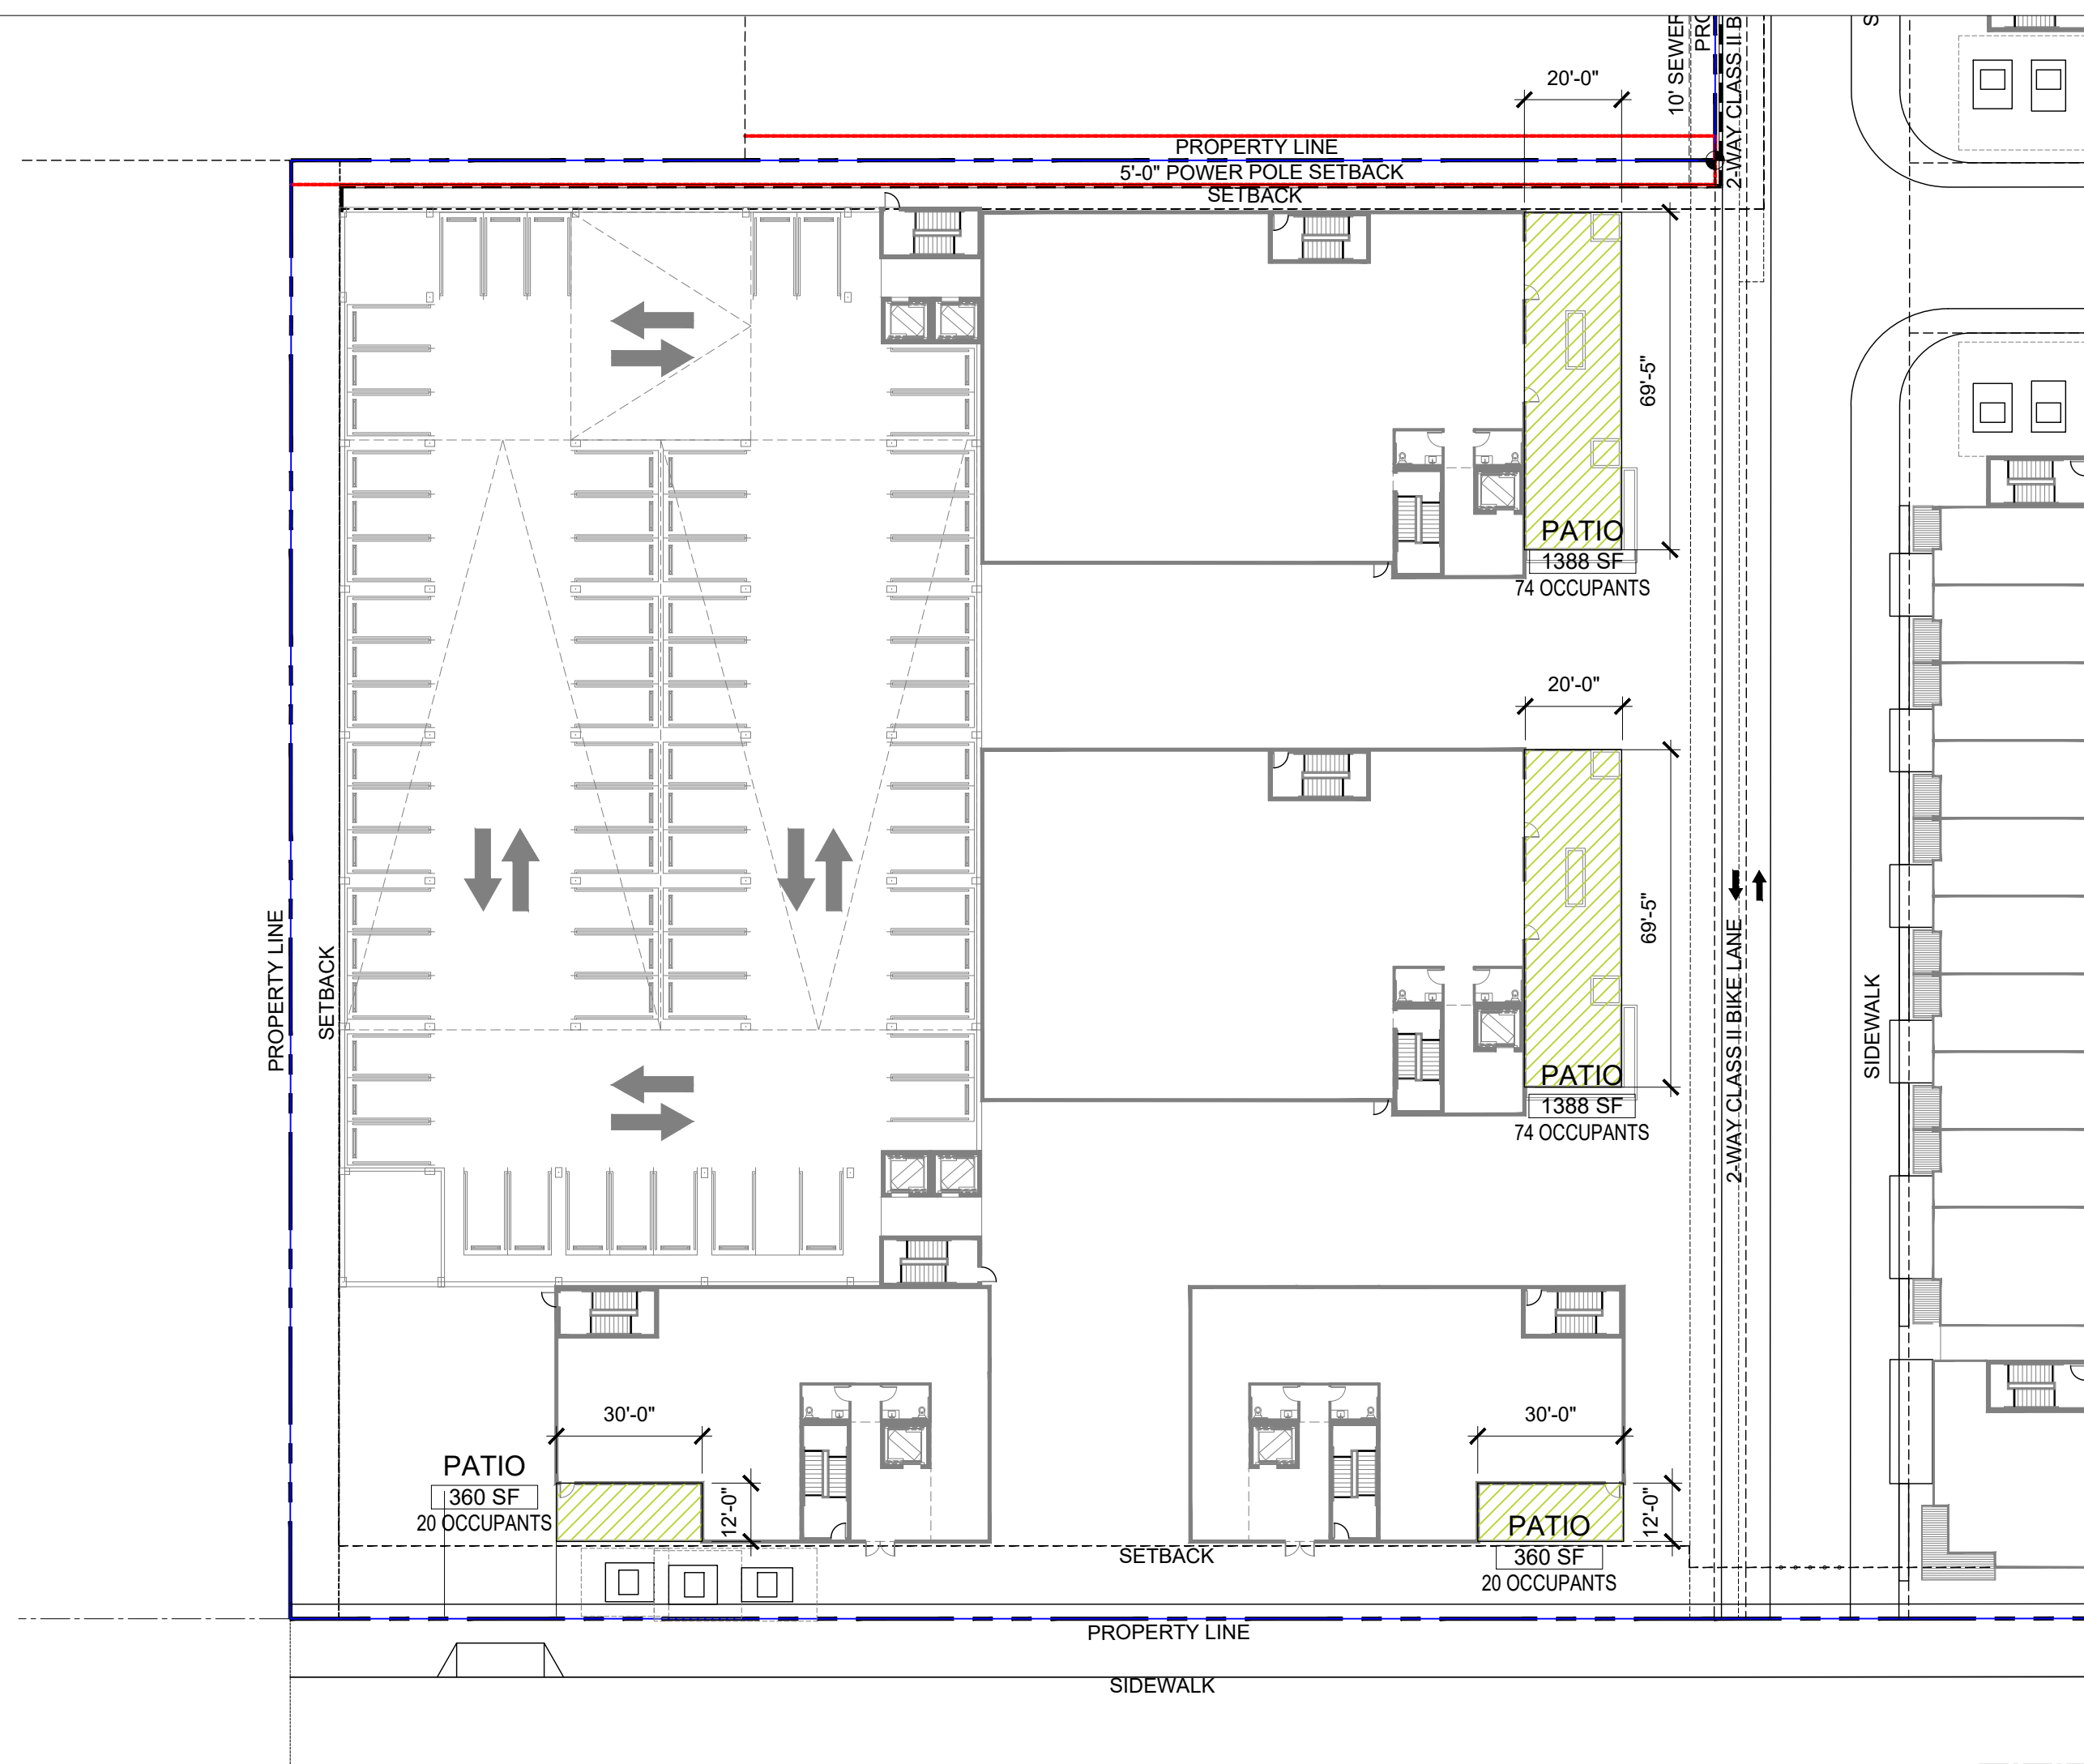 10' SEWER
2-WAY CLASS II B
20'-0"
PROPERTY LINE
5'-0" POWER POLE SETBACK
SETBACK
69'-5"
PATIO
1388 SF
74 OCCUPANTS
20'-0"
69'-5"
PATIO
1388 SF
74 OCCUPANTS
PROPERTY LINE
SETBACK
2-WAY CLASS II BIKE LANE
SIDEWALK
30'-0"
PATIO
360 SF
20 OCCUPANTS
12'-0"
30'-0"
12'-0"
PATIO
360 SF
20 OCCUPANTS
SETBACK
PROPERTY LINE
SIDEWALK